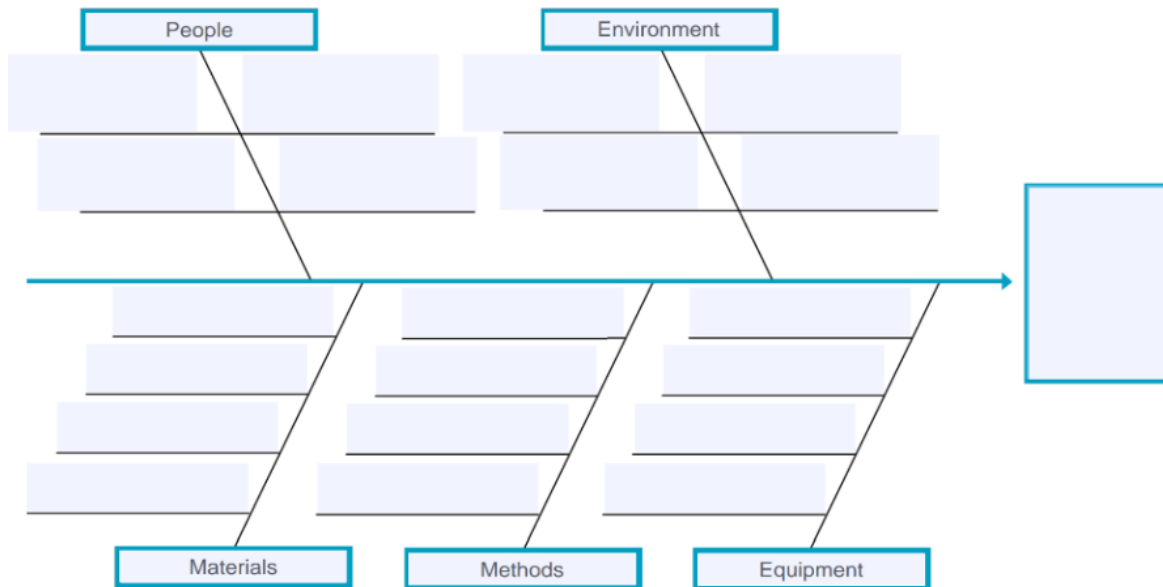 People
Environment
Materials
Methods
Equipment